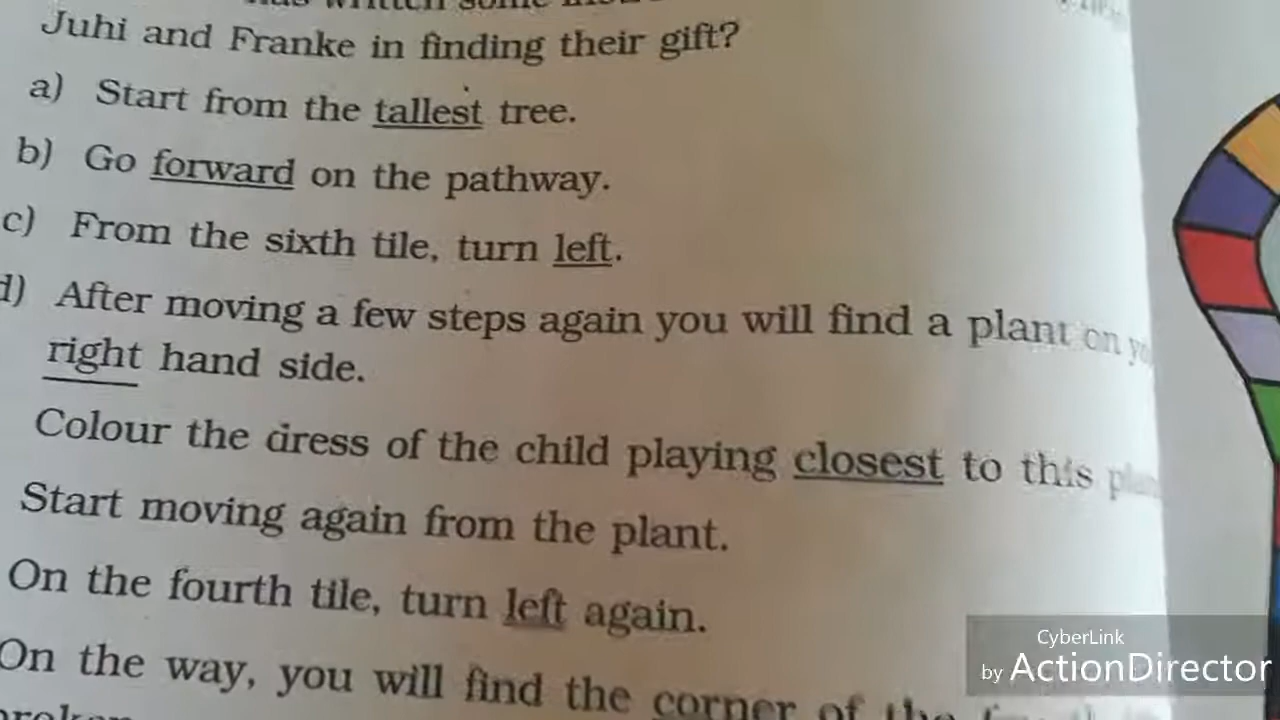 Juhi and Franke in finding their gift?
a) Start from the tallest tree.
b) Go forward on the pathway.
c) From the sixth tile, turn left.
d) After moving a few steps again you will find a plant on
right hand side.
Colour the dress of the child playing closest to this
Start moving again from the plant.
On the fourth tile, turn left again.
On the way, you will find the corner of the
CyberLink
by ActionDirector